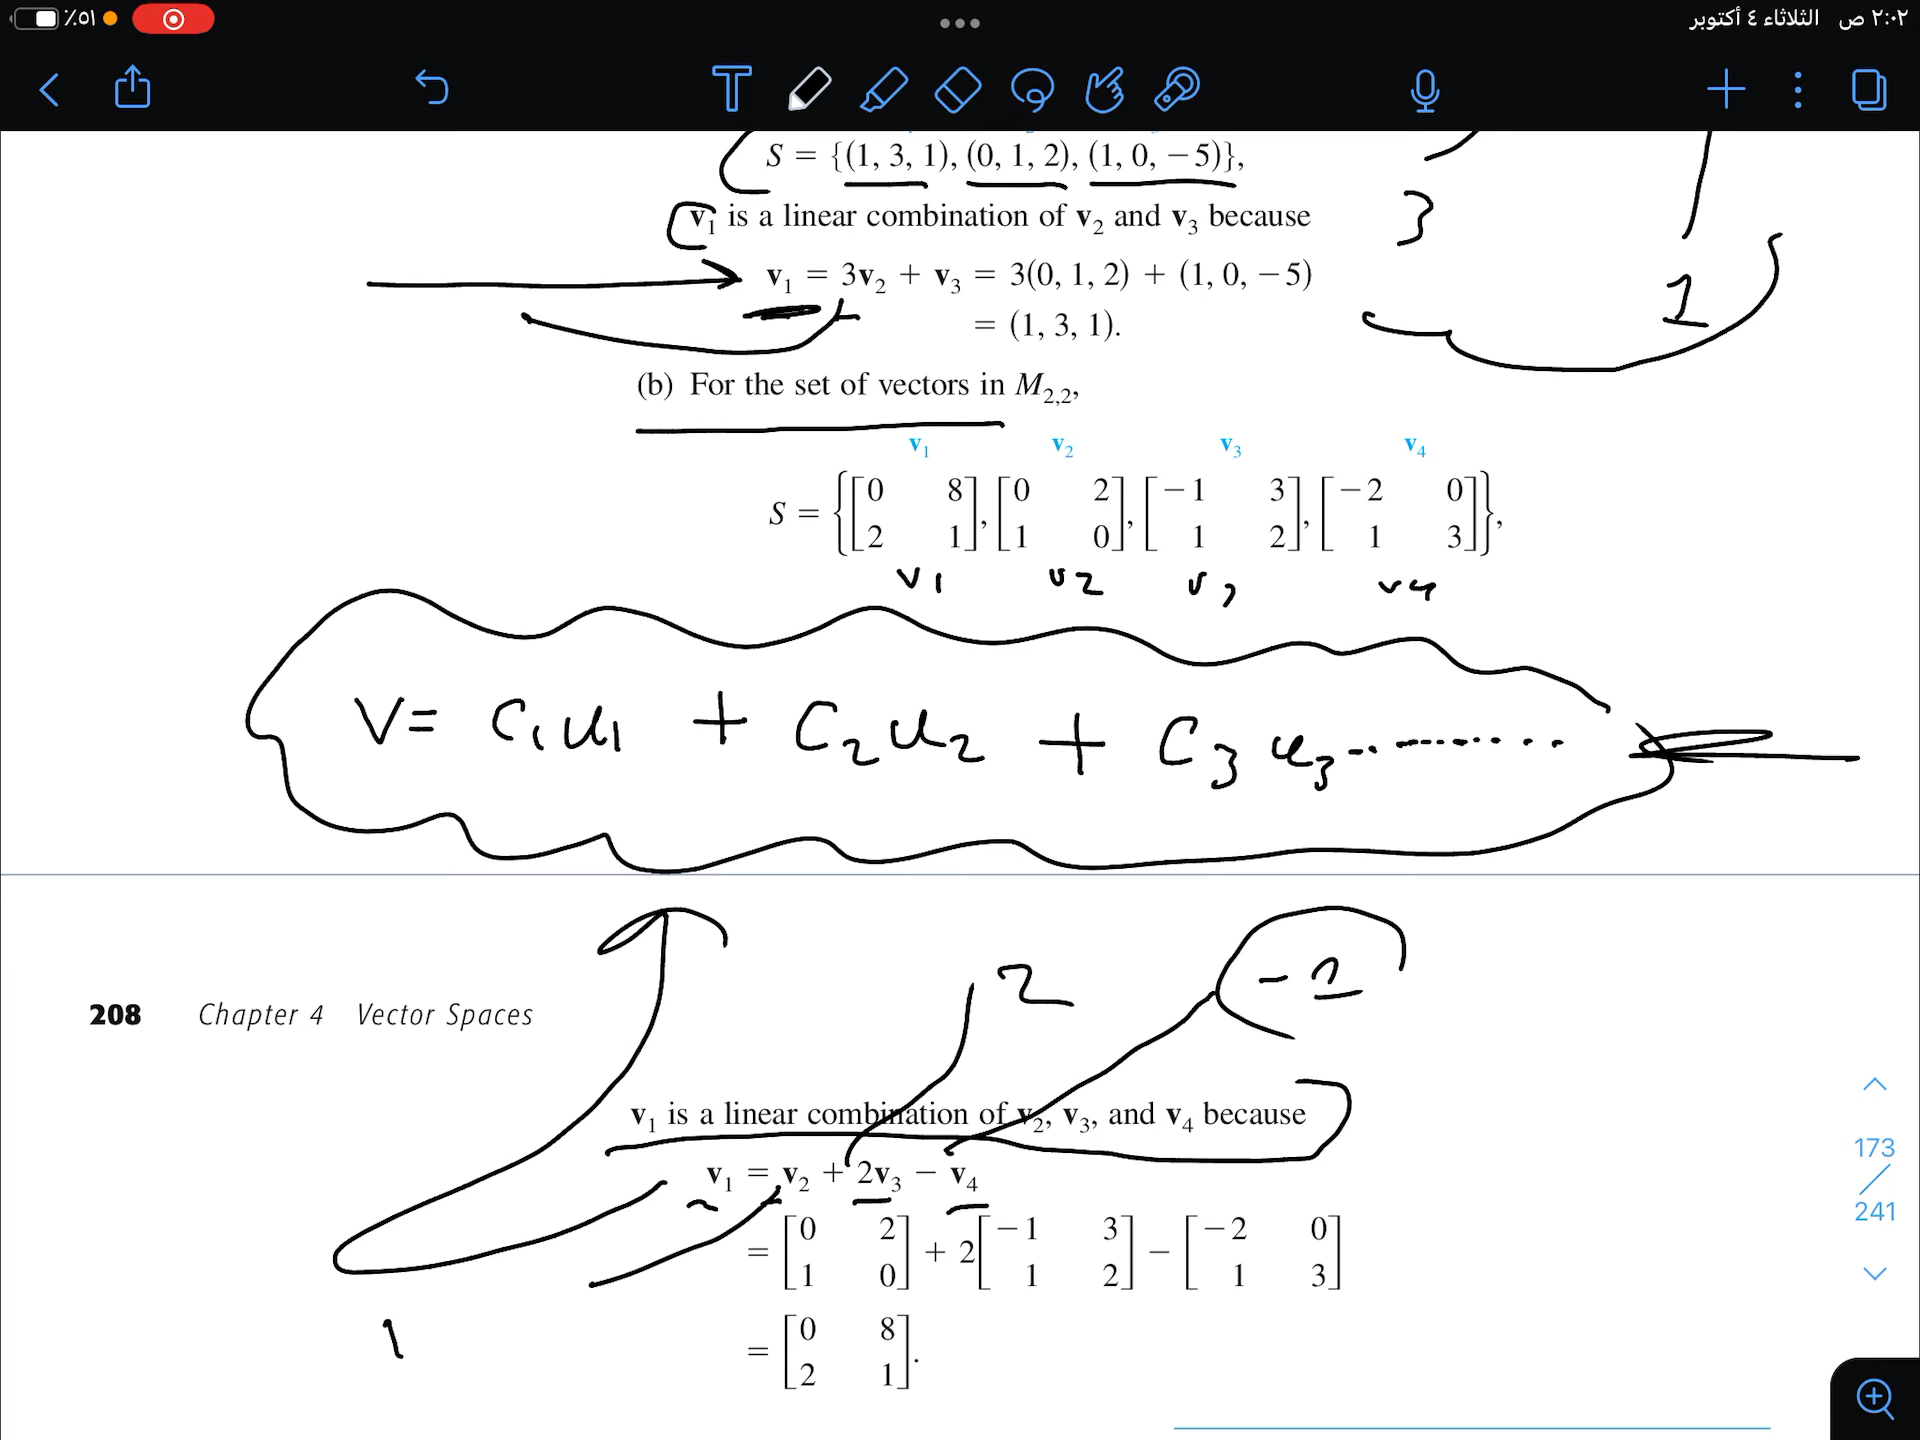 ٪٥١ ٢:٠٢ ص الثلاثاء ٤ أكتوبر
S = {(1, 3, 1), (0, 1, 2), (1, 0, −5)},
v₁ is a linear combination of v₂ and v₃ because
3
v₁ = 3v₂ + v₃ = 3(0, 1, 2) + (1, 0, −5)
1
= (1, 3, 1).
(b) For the set of vectors in M₂,₂,
v₁ v₂ v₃ v₄
S = {[0 8; 2 1], [0 2; 1 0], [−1 3; 1 2], [−2 0; 1 3]},
v1 v2 v3 v4
V= C₁u₁ + C₂u₂ + C₃u₃..........
2 -1
208 Chapter 4 Vector Spaces
v₁ is a linear combination of v₂, v₃, and v₄ because
173
v₁ = v₂ + 2v₃ − v₄
241
= [0 2; 1 0] + 2[−1 3; 1 2] − [−2 0; 1 3]
1
= [0 8; 2 1].